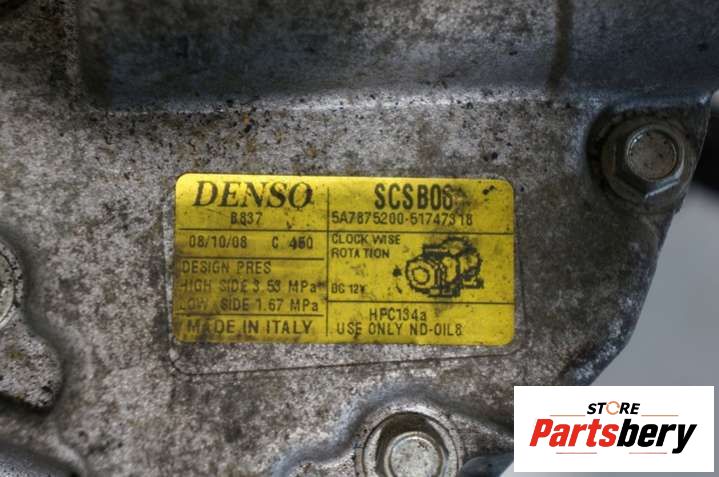 DENSO
B.837
08/10/08 C 450
DESIGN PRES
HIGH SIDE 3.53 MPa
LOW SIDE 1.67 MPa
MADE IN ITALY
SCSB06
5A7875200-51747318
CLOCK WISE
ROTATION
DC 12V
HFC134a
USE ONLY ND-OIL8
STORE
Partsbery